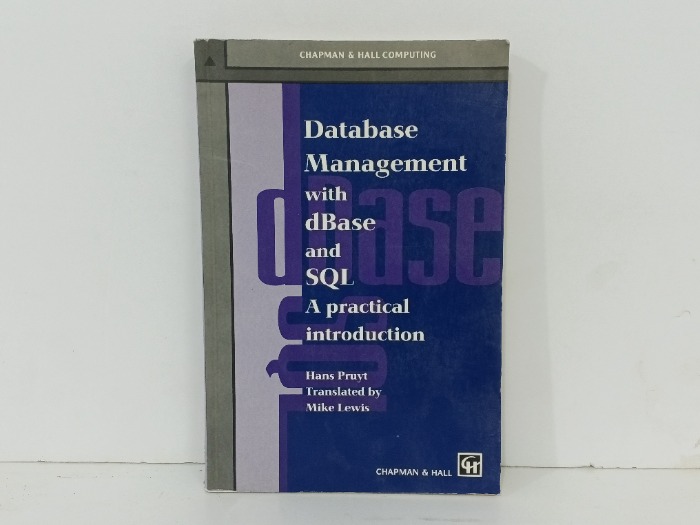 CHAPMAN & HALL COMPUTING
Database
Management
with
dBase
and
SQL
A practical
introduction
dBase
sql
Hans Pruyt
Translated by
Mike Lewis
CHAPMAN & HALL
CH